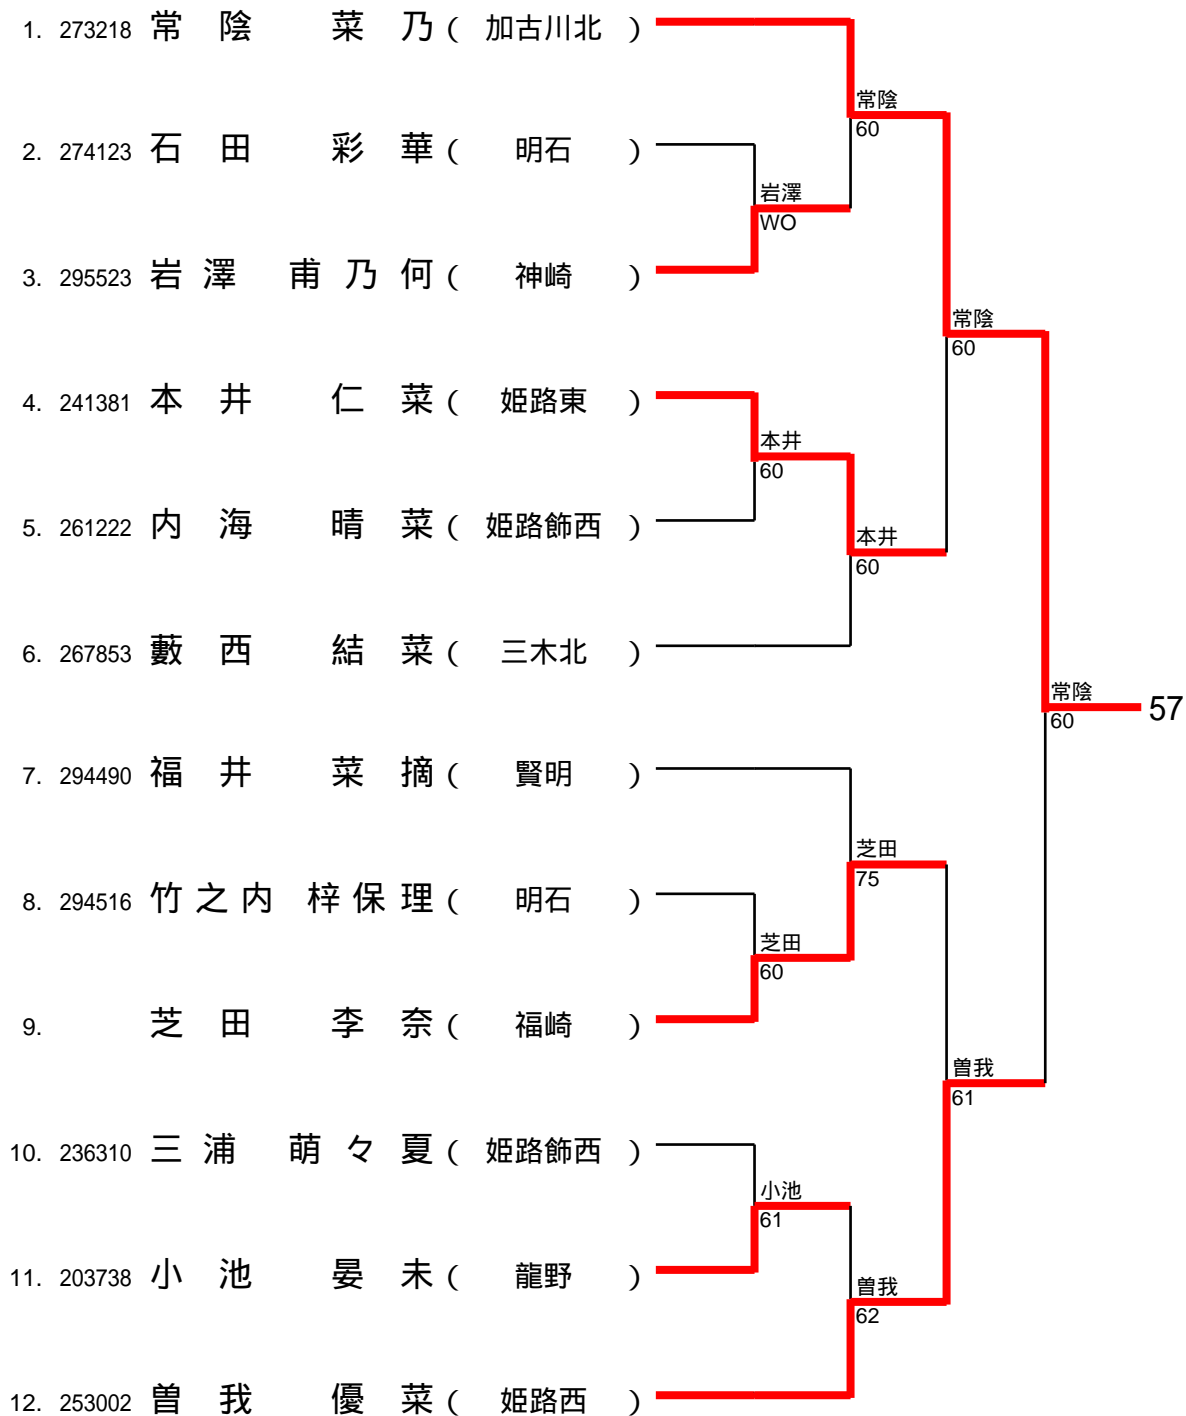 1. 273218 常 陰 菜 乃 ( 加古川北 )
常陰
60
2. 274123 石 田 彩 華 ( 明石 )
岩澤
WO
3. 295523 岩 澤 甫 乃 何 ( 神崎 )
常陰
60
4. 241381 本 井 仁 菜 ( 姫路東 )
本井
60
5. 261222 内 海 晴 菜 ( 姫路飾西 )
本井
60
6. 267853 藪 西 結 菜 ( 三木北 )
常陰
60
57
7. 294490 福 井 菜 摘 ( 賢明 )
芝田
75
8. 294516 竹 之 内 梓 保 理 ( 明石 )
芝田
60
9. 芝 田 李 奈 ( 福崎 )
曽我
61
10. 236310 三 浦 萌 々 夏 ( 姫路飾西 )
小池
61
11. 203738 小 池 晏 未 ( 龍野 )
曽我
62
12. 253002 曽 我 優 菜 ( 姫路西 )